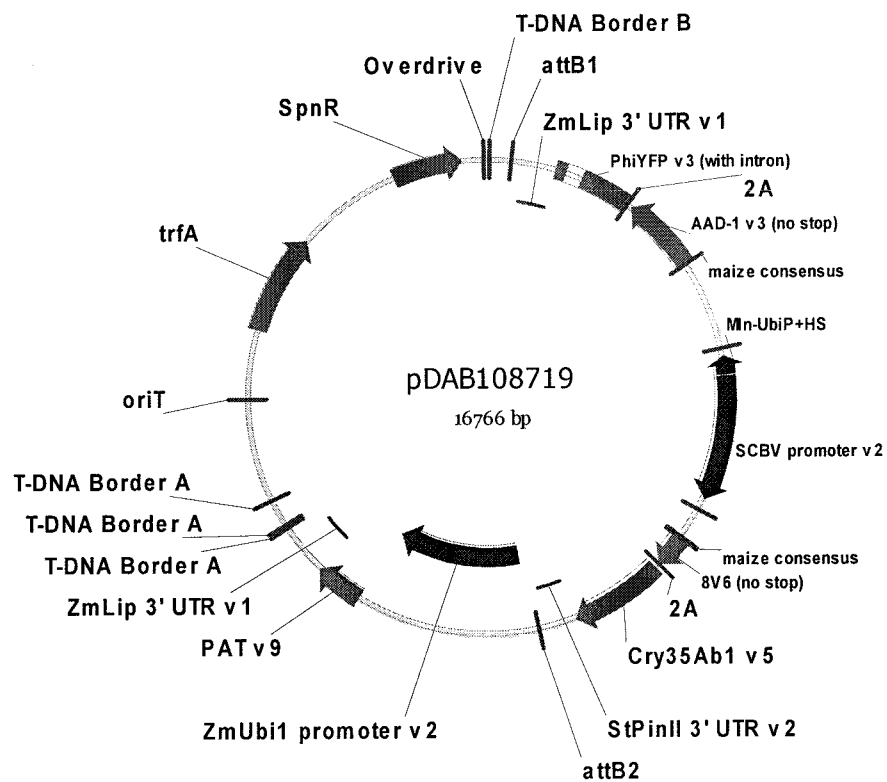 T-DNA Border B
Overdrive
attB1
SpnR
ZmLip 3' UTR v1
PhiYFP v3 (with intron)
2A
AAD-1 v3 (no stop)
trfA
maize consensus
MIn-UbiP+HS
pDAB108719
16766 bp
oriT
SCBV promoter v2
T-DNA Border A
T-DNA Border A
T-DNA Border A
maize consensus
8V6 (no stop)
ZmLip 3' UTR v1
2A
PAT v9
Cry35Ab1 v5
ZmUbi1 promoter v2
StPinII 3' UTR v2
attB2